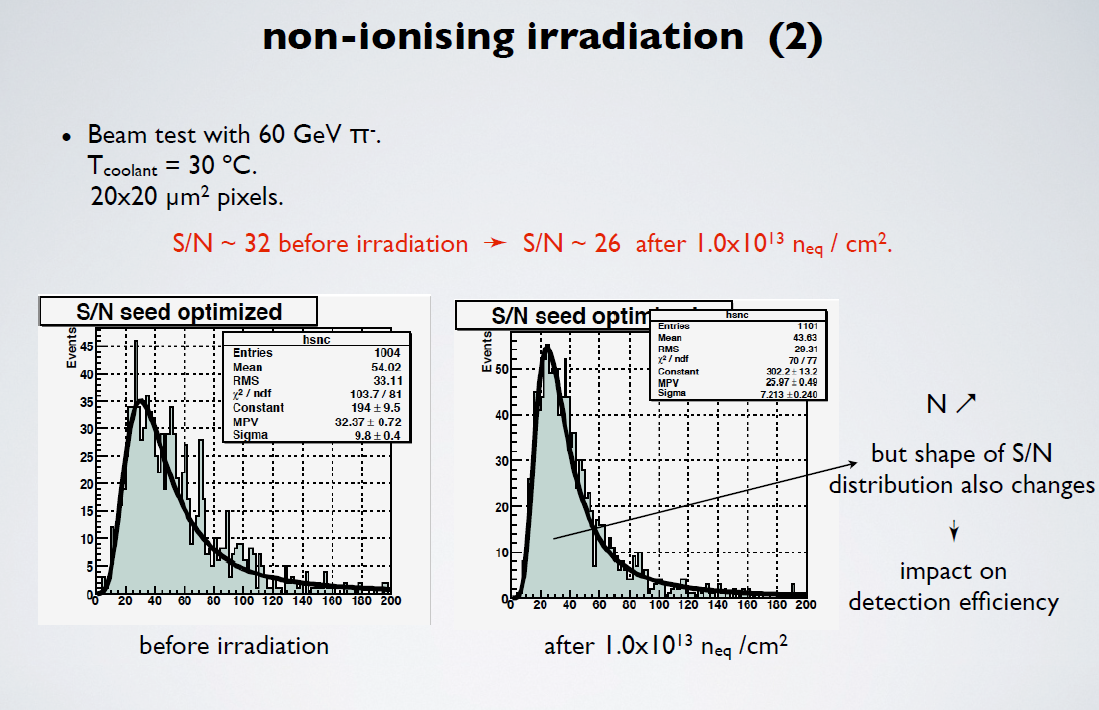 non-ionising irradiation (2)
• Beam test with 60 GeV π-.
Tcoolant = 30 °C.
20x20 µm² pixels.
S/N ~ 32 before irradiation → S/N ~ 26 after 1.0x10¹³ neq / cm².
S/N seed optimized
hsnc
Entries 1004
Mean 54.02
RMS 33.11
χ² / ndf 103.7 / 81
Constant 194 ± 9.5
MPV 32.37 ± 0.72
Sigma 9.8 ± 0.4
Events
45
40
35
30
25
20
15
10
5
0
0 20 40 60 80 100 120 140 160 180 200
before irradiation
S/N seed optim
hsnc
Entries 1101
Mean 43.63
RMS 29.31
χ² / ndf 70 / 77
Constant 302.2 ± 13.2
MPV 25.97 ± 0.49
Sigma 7.213 ± 0.240
Events
50
40
30
20
10
0
0 20 40 60 80 100 120 140 160 180 200
after 1.0x10¹³ neq /cm²
N ↗
but shape of S/N
distribution also changes
↓
impact on
detection efficiency